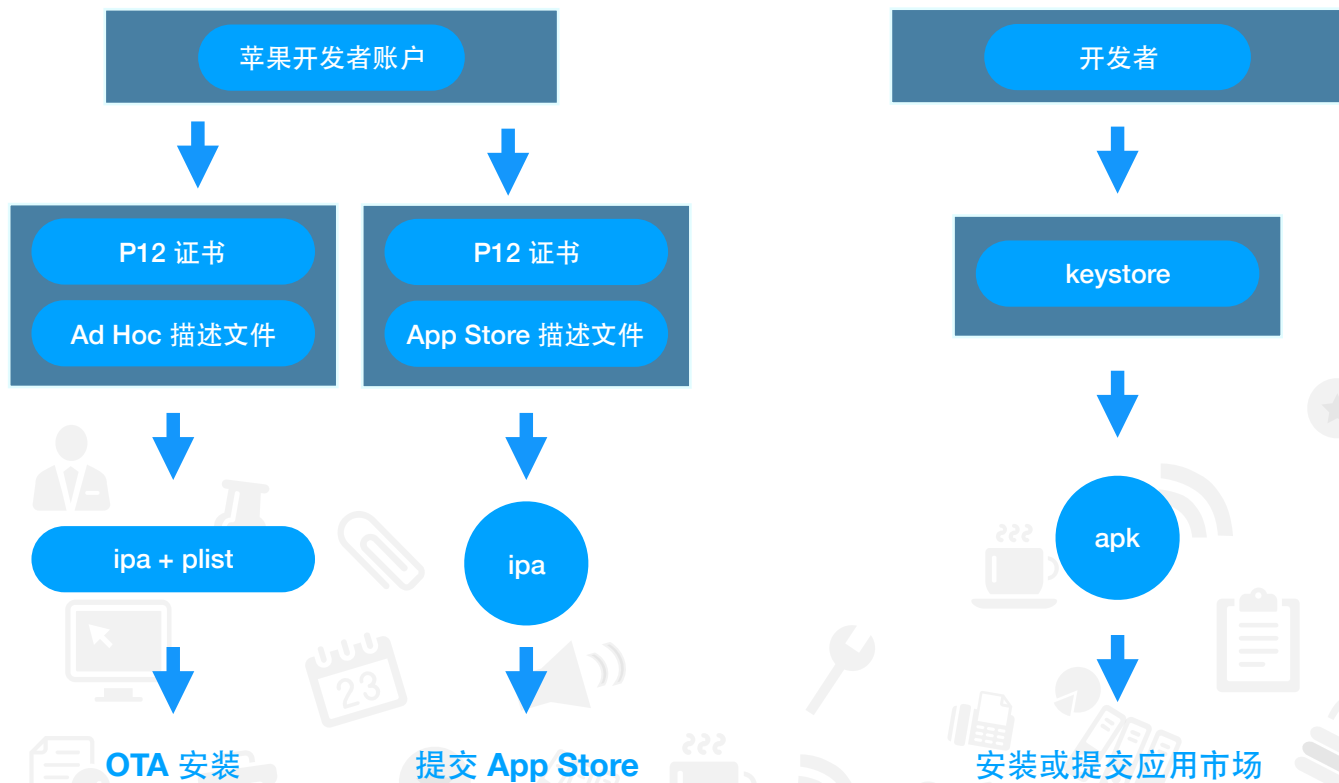 苹果开发者账户
开发者
P12 证书
Ad Hoc 描述文件
P12 证书
App Store 描述文件
keystore
ipa + plist
ipa
apk
23
OTA 安装
提交 App Store
安装或提交应用市场